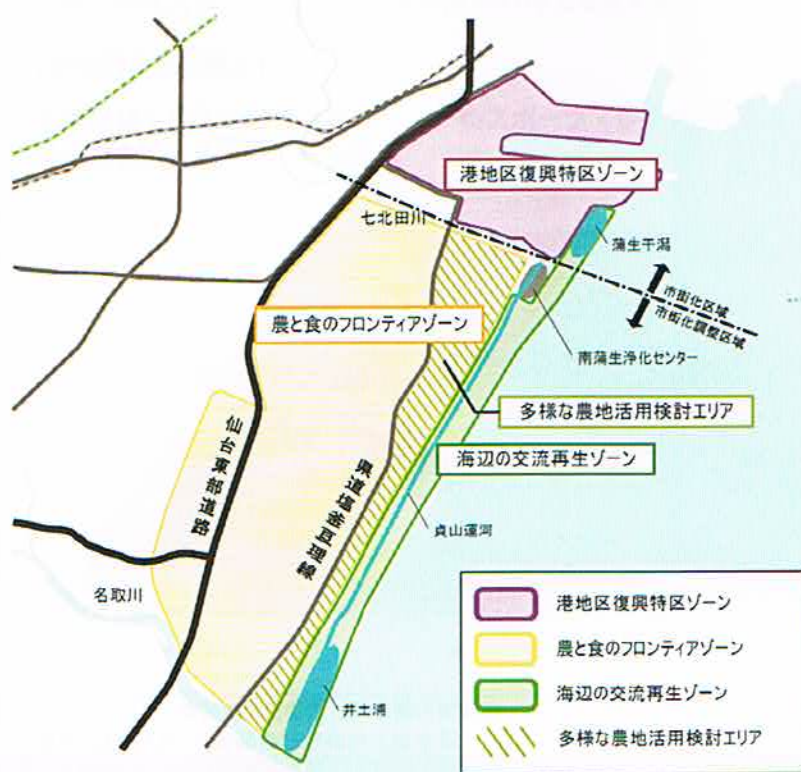 港地区復興特区ゾーン
七北田川
蒲生干潟
市街化区域
市街化調整区域
農と食のフロンティアゾーン
南蒲生浄化センター
多様な農地活用検討エリア
海辺の交流再生ゾーン
仙台東部道路
県道塩釜亘理線
貞山運河
名取川
井土浦
港地区復興特区ゾーン
農と食のフロンティアゾーン
海辺の交流再生ゾーン
多様な農地活用検討エリア